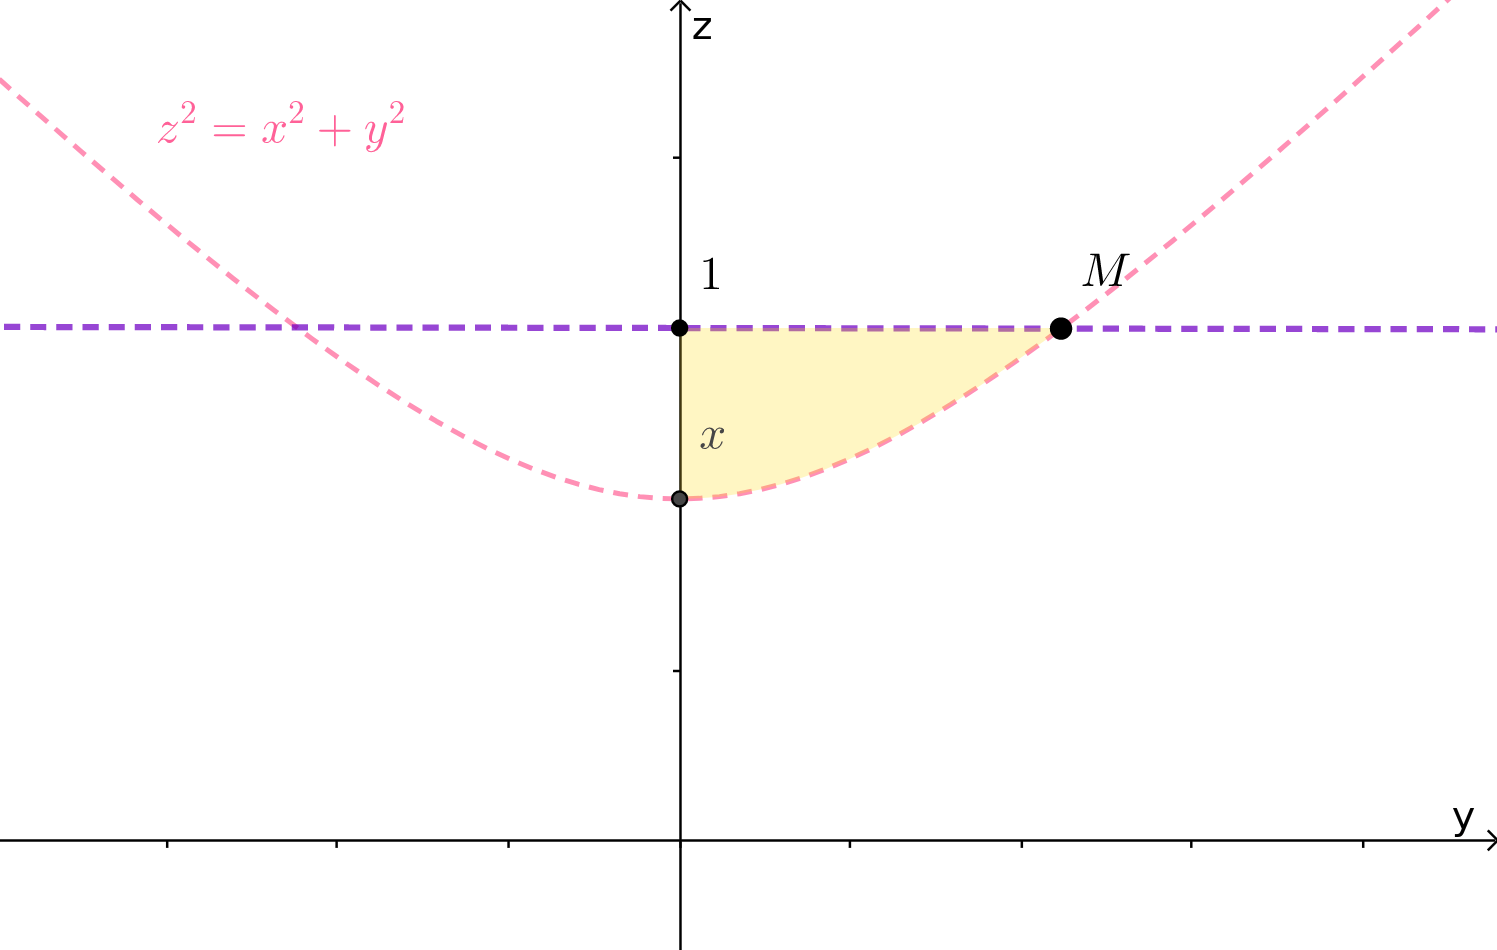 z
z² = x² + y²
1
M
x
y